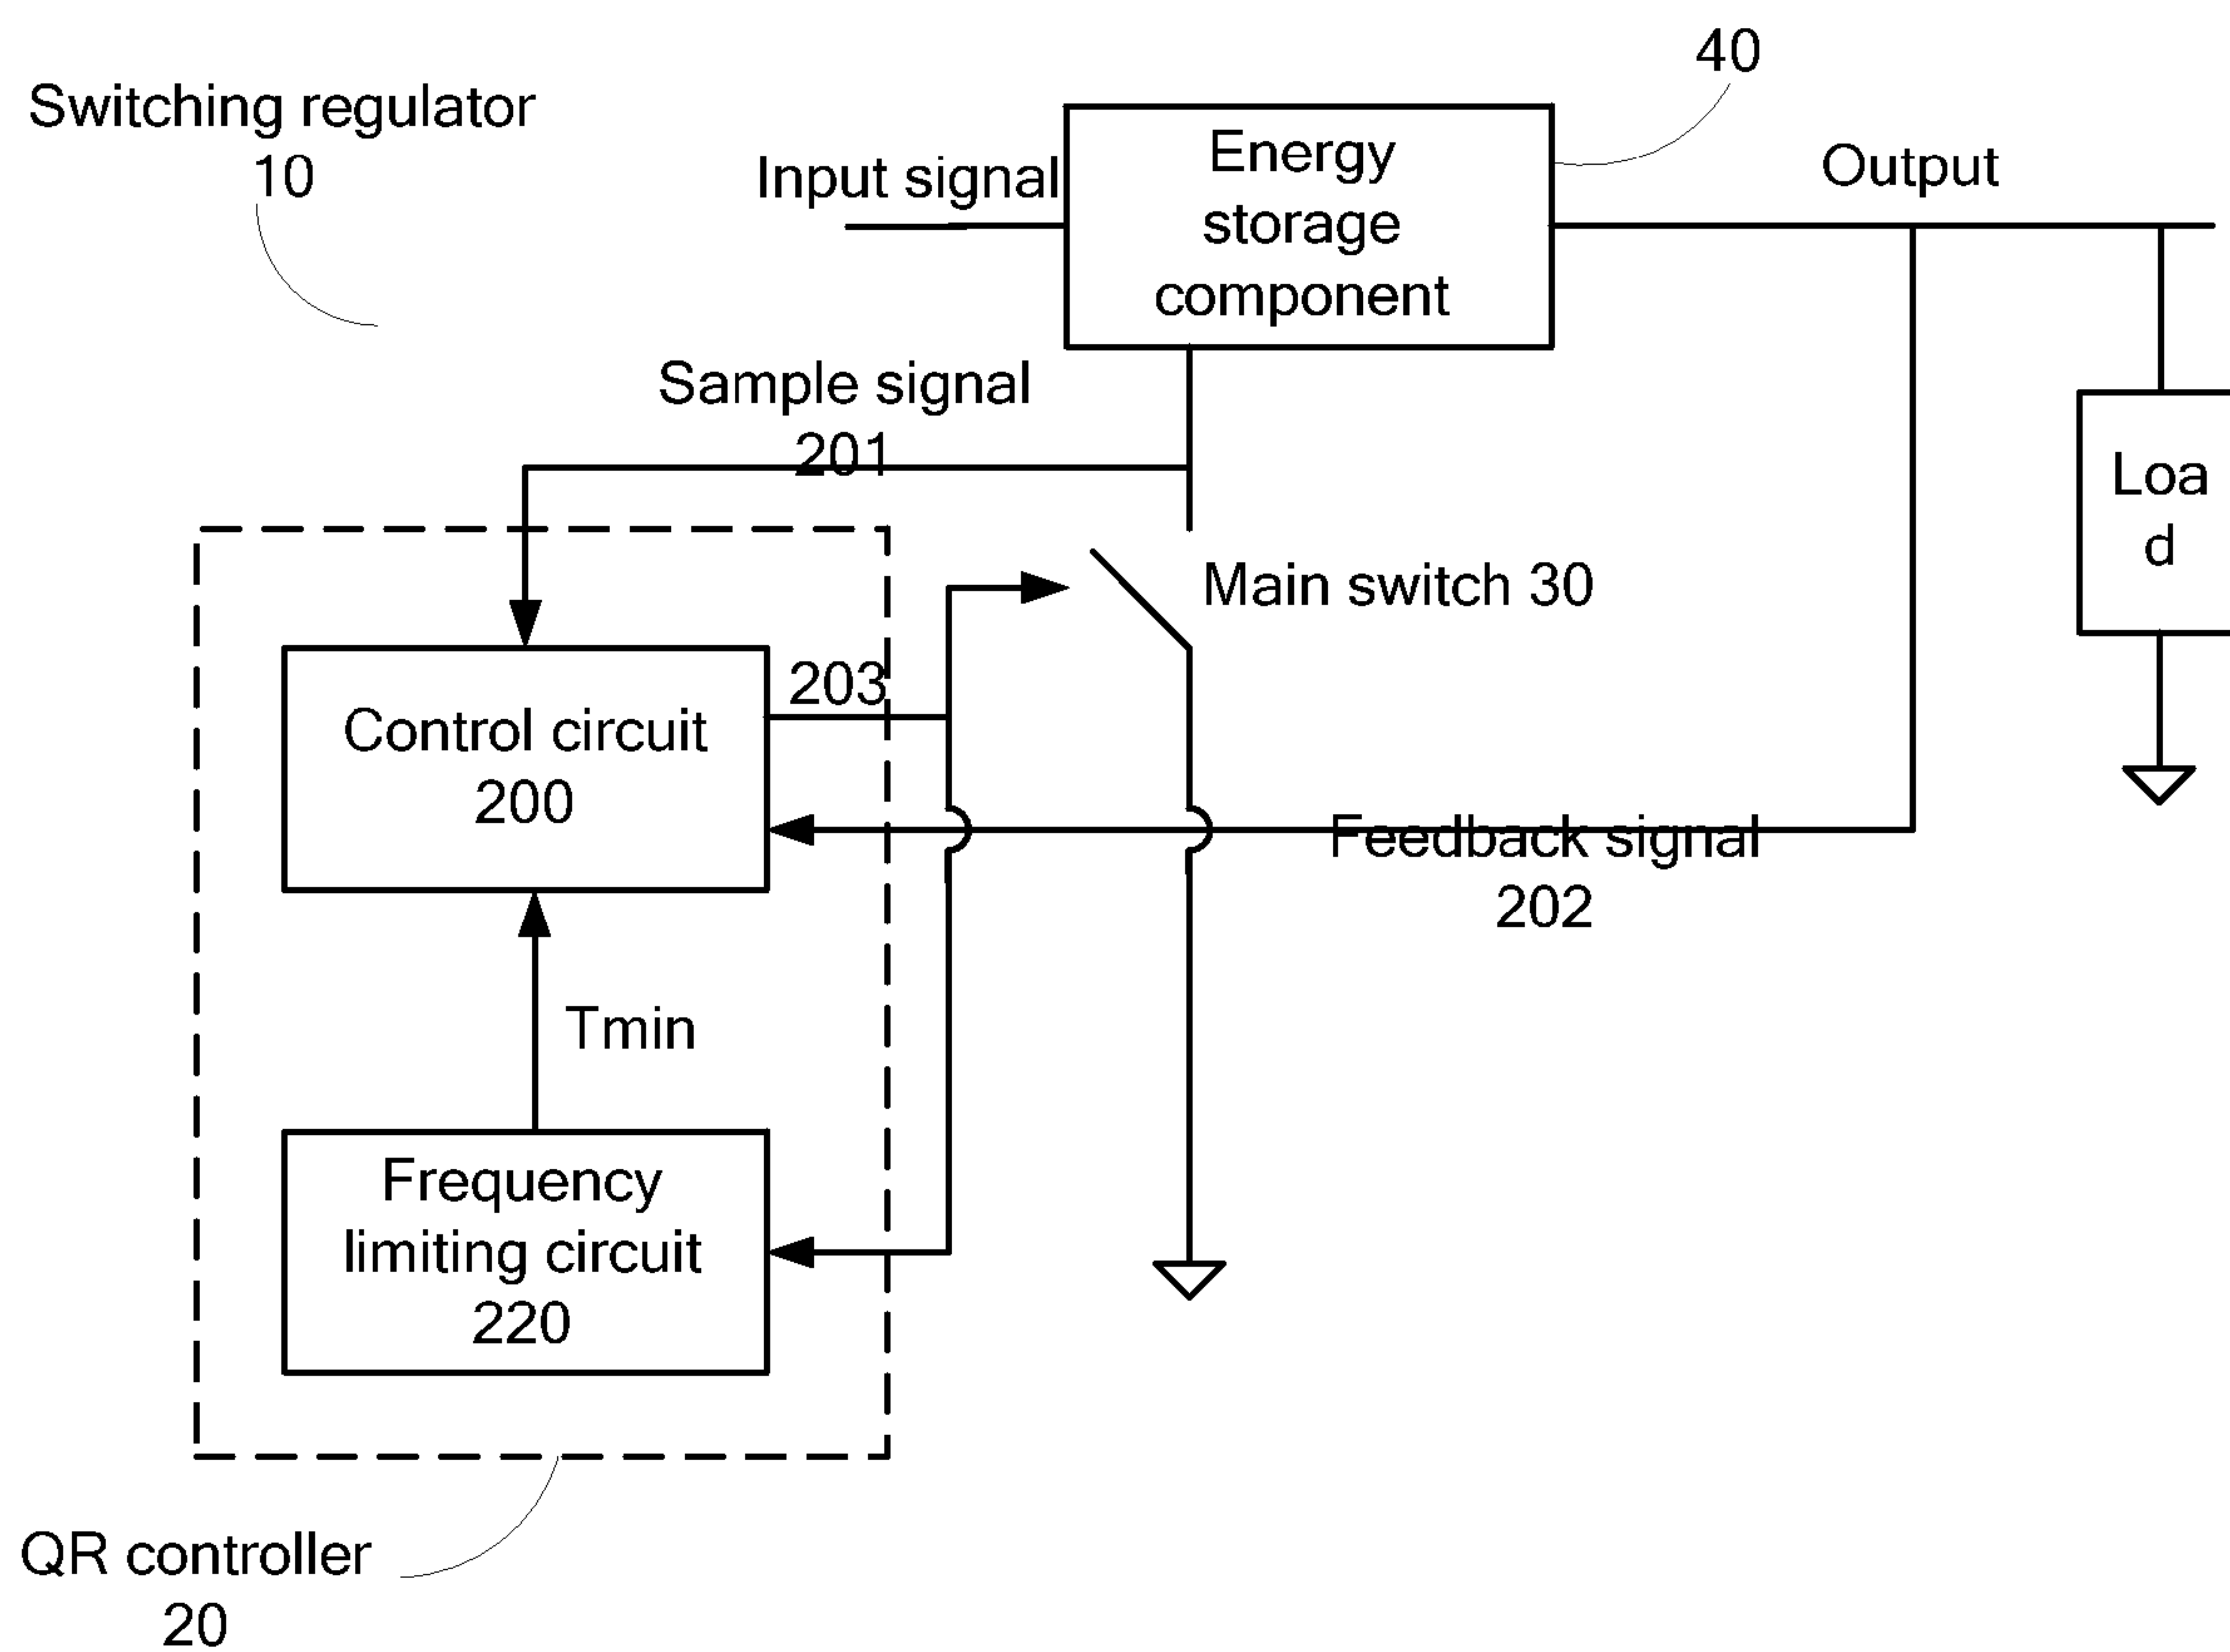 40
Switching regulator
10
Input signal
Energy
storage
component
Output
Sample signal
201
Loa
d
Main switch 30
203
Control circuit
200
Feedback signal
202
Tmin
Frequency
limiting circuit
220
QR controller
20